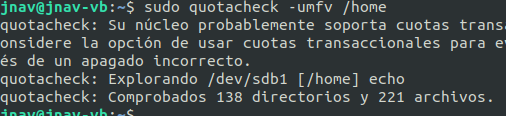 jnav@jnav-vb:~$ sudo quotacheck -umfv /home
quotacheck: Su núcleo probablemente soporta cuotas trans
onsidere la opción de usar cuotas transaccionales para ev
és de un apagado incorrecto.
quotacheck: Explorando /dev/sdb1 [/home] echo
quotacheck: Comprobados 138 directorios y 221 archivos.
jnav@jnav-vb:~$